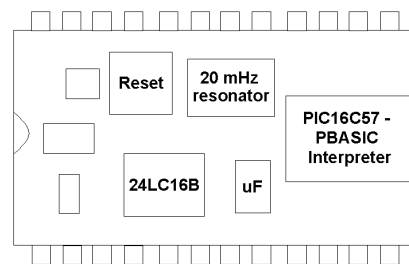 Reset
20 mHz
resonator
PIC16C57 -
PBASIC
Interpreter
24LC16B
uF